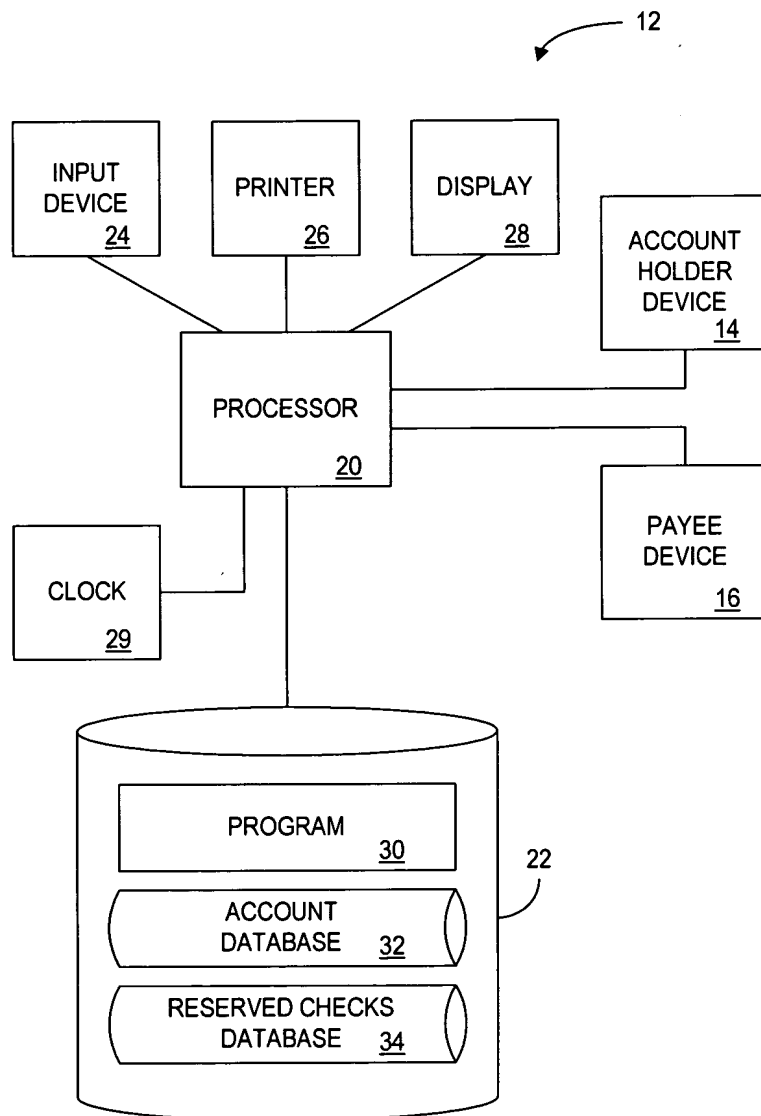 12
INPUT
DEVICE
24
PRINTER
26
DISPLAY
28
ACCOUNT
HOLDER
DEVICE
14
PROCESSOR
20
PAYEE
DEVICE
16
CLOCK
29
PROGRAM
30
22
ACCOUNT
DATABASE
32
RESERVED CHECKS
DATABASE
34